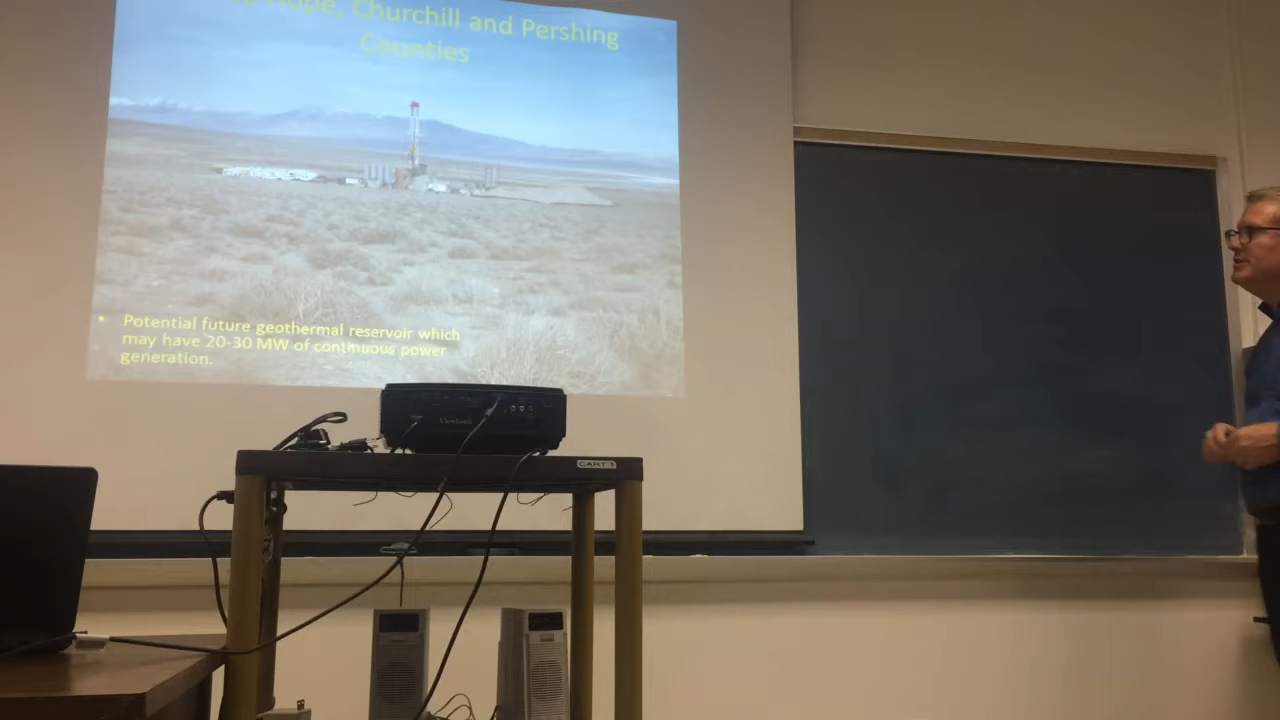 Hope, Churchill and Pershing
Counties
• Potential future geothermal reservoir which
may have 20-30 MW of continuous power
generation.
ViewSonic
CART 1